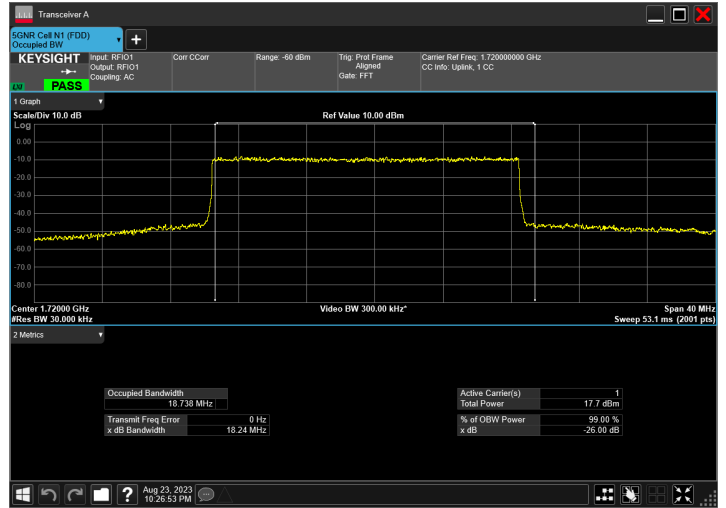 Transceiver A
5GNR Cell N1 (FDD)
Occupied BW
KEYSIGHT
LXI
PASS
Input: RFIO1
Output: RFIO1
Coupling: AC
Corr CCorr
Range: -60 dBm
Trig: Prot Frame
Aligned
Gate: FFT
Carrier Ref Freq: 1.720000000 GHz
CC Info: Uplink, 1 CC
1 Graph
Scale/Div 10.0 dB
Ref Value 10.00 dBm
Log
0.00
-10.0
-20.0
-30.0
-40.0
-50.0
-60.0
-70.0
-80.0
Center 1.72000 GHz
Video BW 300.00 kHz*
Span 40 MHz
#Res BW 30.000 kHz
Sweep 53.1 ms (2001 pts)
2 Metrics
Occupied Bandwidth
18.738 MHz
Transmit Freq Error 0 Hz
x dB Bandwidth 18.24 MHz
Active Carrier(s) 1
Total Power 17.7 dBm
% of OBW Power 99.00 %
x dB -26.00 dB
?
Aug 23, 2023
10:26:53 PM